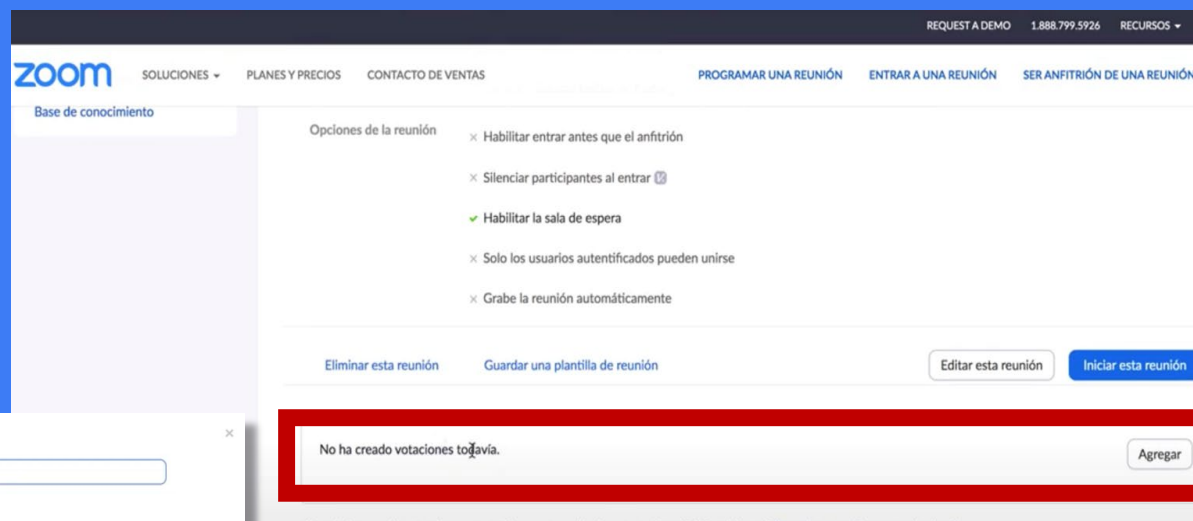 REQUEST A DEMO 1.888.799.5926 RECURSOS
zoom SOLUCIONES PLANES Y PRECIOS CONTACTO DE VENTAS PROGRAMAR UNA REUNIÓN ENTRAR A UNA REUNIÓN SER ANFITRIÓN DE UNA REUNIÓN
Base de conocimiento
Opciones de la reunión
Habilitar entrar antes que el anfitrión
Silenciar participantes al entrar
Habilitar la sala de espera
Solo los usuarios autentificados pueden unirse
Grabe la reunión automáticamente
Eliminar esta reunión Guardar una plantilla de reunión Editar esta reunión Iniciar esta reunión
No ha creado votaciones todavía. Agregar